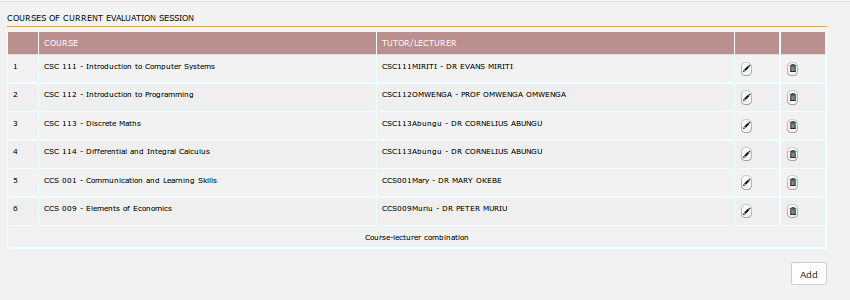 COURSES OF CURRENT EVALUATION SESSION
COURSE TUTOR/LECTURER
1 CSC 111 - Introduction to Computer Systems CSC111MIRITI - DR EVANS MIRITI
2 CSC 112 - Introduction to Programming CSC112OMWENGA - PROF OMWENGA OMWENGA
3 CSC 113 - Discrete Maths CSC113Abungu - DR CORNELIUS ABUNGU
4 CSC 114 - Differential and Integral Calculus CSC113Abungu - DR CORNELIUS ABUNGU
5 CCS 001 - Communication and Learning Skills CCS001Mary - DR MARY OKEBE
6 CCS 009 - Elements of Economics CCS009Muriu - DR PETER MURIU
Course-lecturer combination
Add